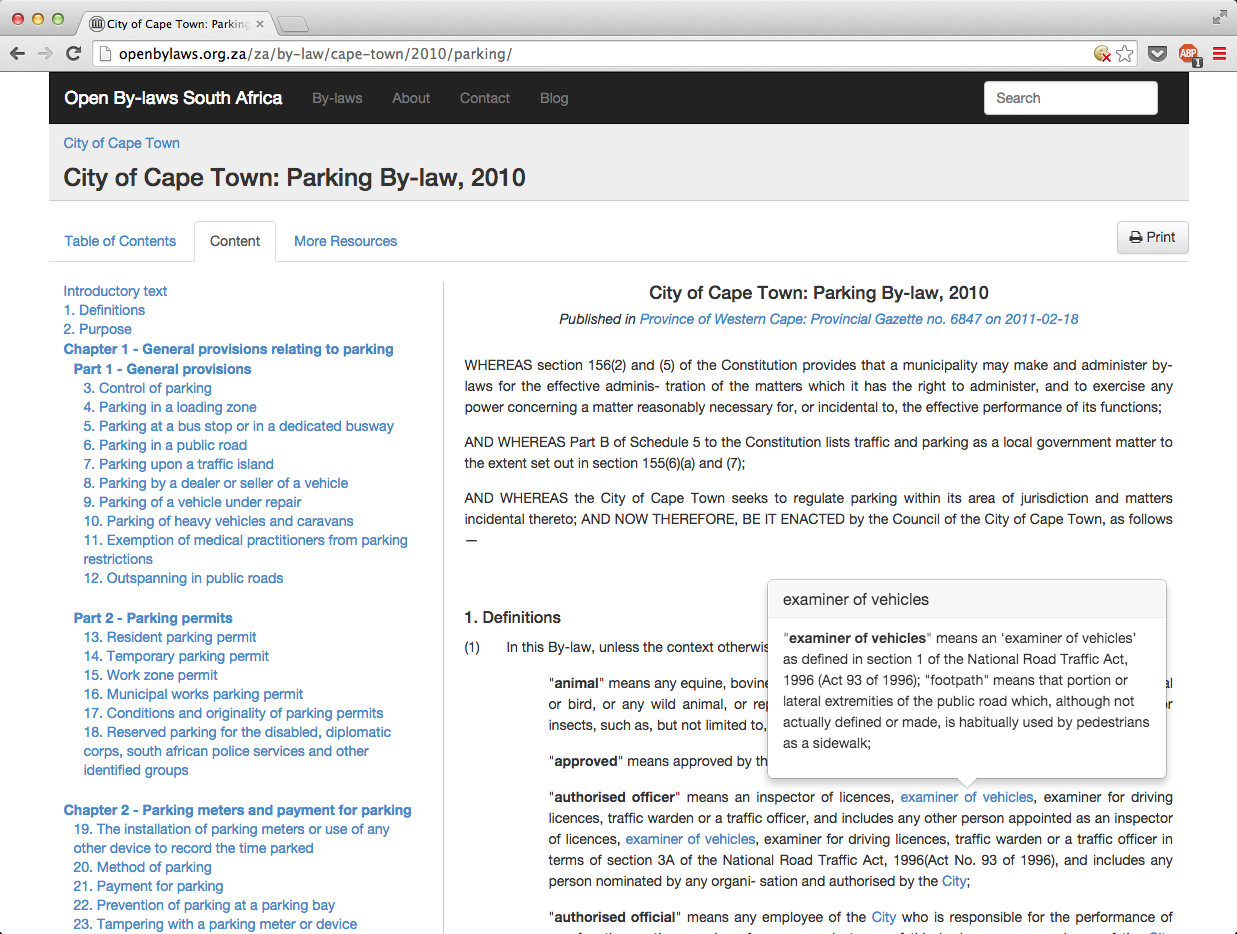 City of Cape Town: Parking
openbylaws.org.za/za/by-law/cape-town/2010/parking/
ABP
1
Open By-laws South Africa
By-laws
About
Contact
Blog
Search
City of Cape Town
City of Cape Town: Parking By-law, 2010
Table of Contents
Content
More Resources
Print
Introductory text
1. Definitions
2. Purpose
Chapter 1 - General provisions relating to parking
Part 1 - General provisions
3. Control of parking
4. Parking in a loading zone
5. Parking at a bus stop or in a dedicated busway
6. Parking in a public road
7. Parking upon a traffic island
8. Parking by a dealer or seller of a vehicle
9. Parking of a vehicle under repair
10. Parking of heavy vehicles and caravans
11. Exemption of medical practitioners from parking
restrictions
12. Outspanning in public roads
Part 2 - Parking permits
13. Resident parking permit
14. Temporary parking permit
15. Work zone permit
16. Municipal works parking permit
17. Conditions and originality of parking permits
18. Reserved parking for the disabled, diplomatic
corps, south african police services and other
identified groups
Chapter 2 - Parking meters and payment for parking
19. The installation of parking meters or use of any
other device to record the time parked
20. Method of parking
21. Payment for parking
22. Prevention of parking at a parking bay
23. Tampering with a parking meter or device
City of Cape Town: Parking By-law, 2010
Published in Province of Western Cape: Provincial Gazette no. 6847 on 2011-02-18
WHEREAS section 156(2) and (5) of the Constitution provides that a municipality may make and administer by-
laws for the effective adminis- tration of the matters which it has the right to administer, and to exercise any
power concerning a matter reasonably necessary for, or incidental to, the effective performance of its functions;
AND WHEREAS Part B of Schedule 5 to the Constitution lists traffic and parking as a local government matter to
the extent set out in section 155(6)(a) and (7);
AND WHEREAS the City of Cape Town seeks to regulate parking within its area of jurisdiction and matters
incidental thereto; AND NOW THEREFORE, BE IT ENACTED by the Council of the City of Cape Town, as follows
—
1. Definitions
(1) In this By-law, unless the context otherwis
"animal" means any equine, bovine
or bird, or any wild animal, or rep
insects, such as, but not limited to,
"approved" means approved by th
examiner of vehicles
"examiner of vehicles" means an ‘examiner of vehicles’
as defined in section 1 of the National Road Traffic Act,
1996 (Act 93 of 1996); "footpath" means that portion or
lateral extremities of the public road which, although not
actually defined or made, is habitually used by pedestrians
as a sidewalk;
"authorised officer" means an inspector of licences, examiner of vehicles, examiner for driving
licences, traffic warden or a traffic officer, and includes any other person appointed as an inspector
of licences, examiner of vehicles, examiner for driving licences, traffic warden or a traffic officer in
terms of section 3A of the National Road Traffic Act, 1996(Act No. 93 of 1996), and includes any
person nominated by any organi- sation and authorised by the City;
"authorised official" means any employee of the City who is responsible for the performance of